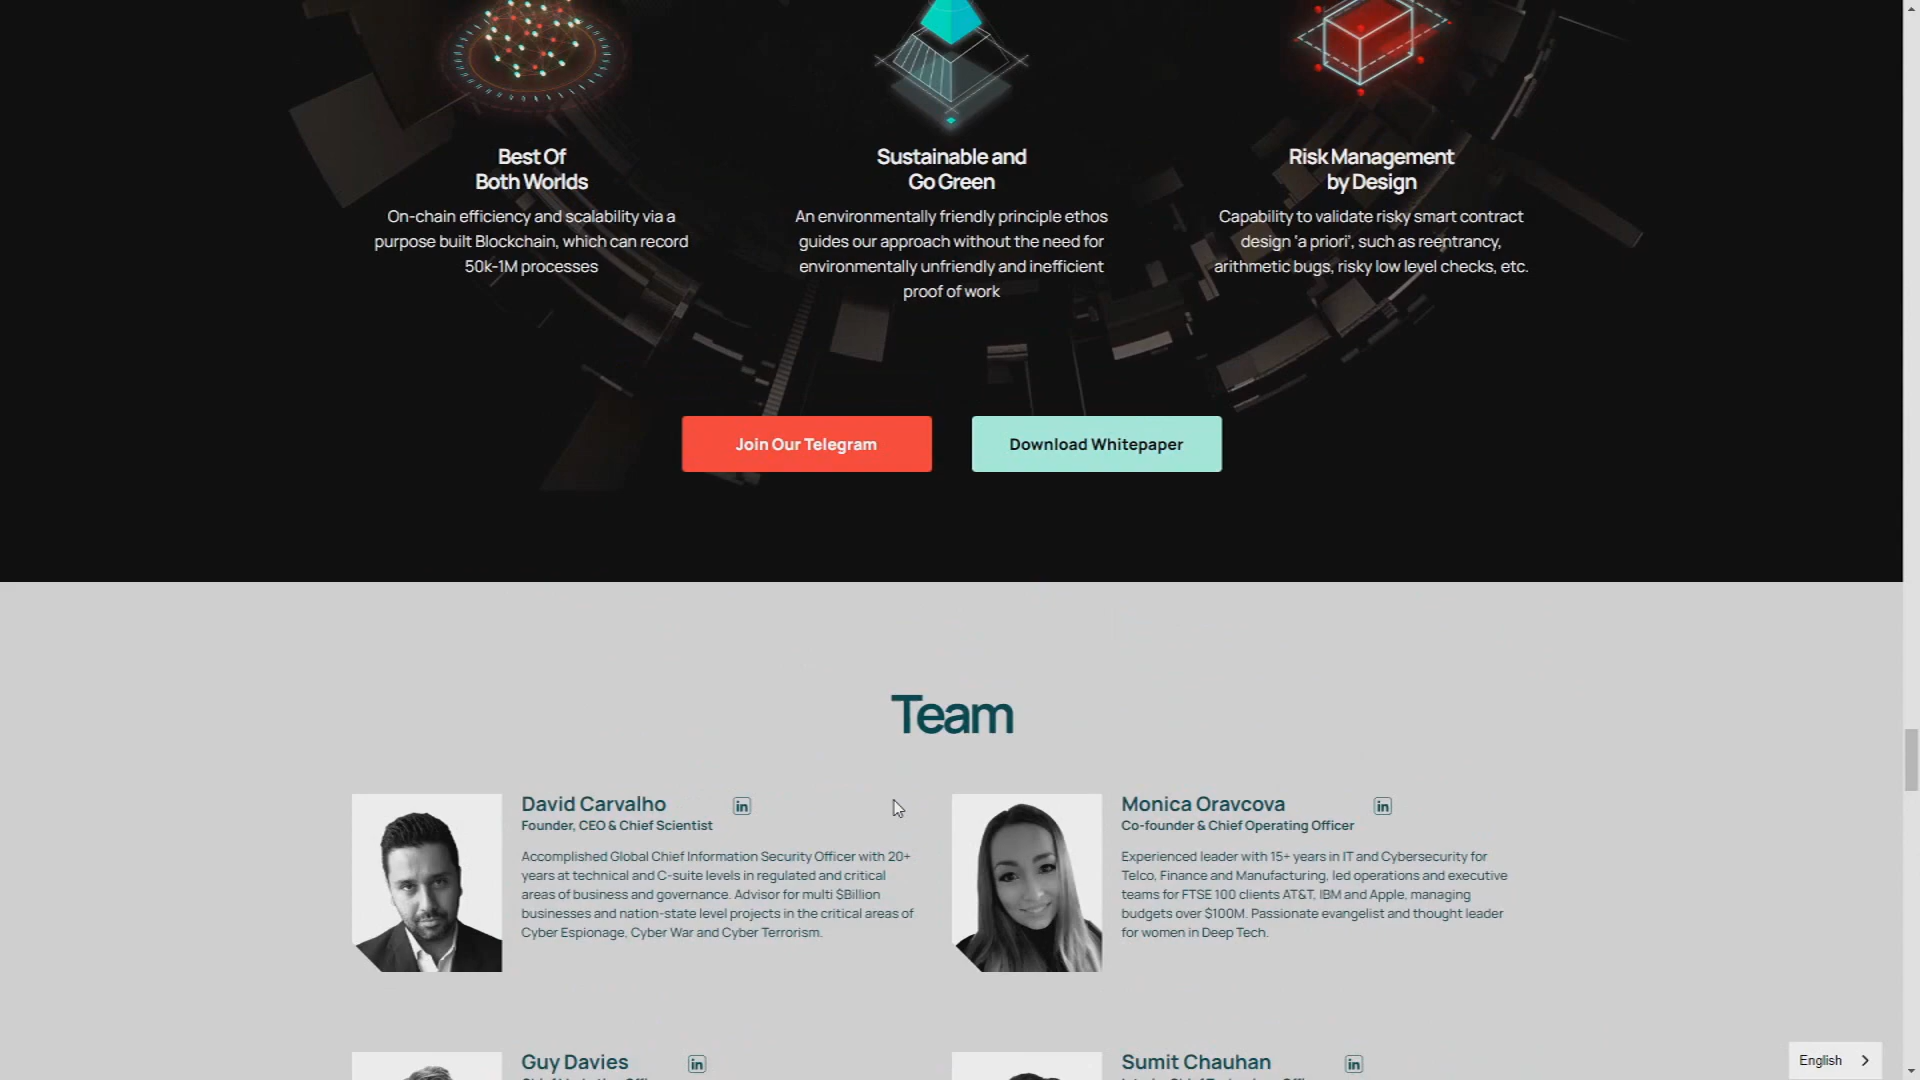 Best Of
Both Worlds
On-chain efficiency and scalability via a
purpose built Blockchain, which can record
50k-1M processes
Sustainable and
Go Green
An environmentally friendly principle ethos
guides our approach without the need for
environmentally unfriendly and inefficient
proof of work
Risk Management
by Design
Capability to validate risky smart contract
design ‘a priori’, such as reentrancy,
arithmetic bugs, risky low level checks, etc.
Join Our Telegram
Download Whitepaper
Team
David Carvalho
in
Founder, CEO & Chief Scientist
Accomplished Global Chief Information Security Officer with 20+
years at technical and C-suite levels in regulated and critical
areas of business and governance. Advisor for multi $Billion
businesses and nation-state level projects in the critical areas of
Cyber Espionage, Cyber War and Cyber Terrorism.
Monica Oravcova
in
Co-founder & Chief Operating Officer
Experienced leader with 15+ years in IT and Cybersecurity for
Telco, Finance and Manufacturing, led operations and executive
teams for FTSE 100 clients AT&T, IBM and Apple, managing
budgets over $100M. Passionate evangelist and thought leader
for women in Deep Tech.
Guy Davies
in
Sumit Chauhan
in
English